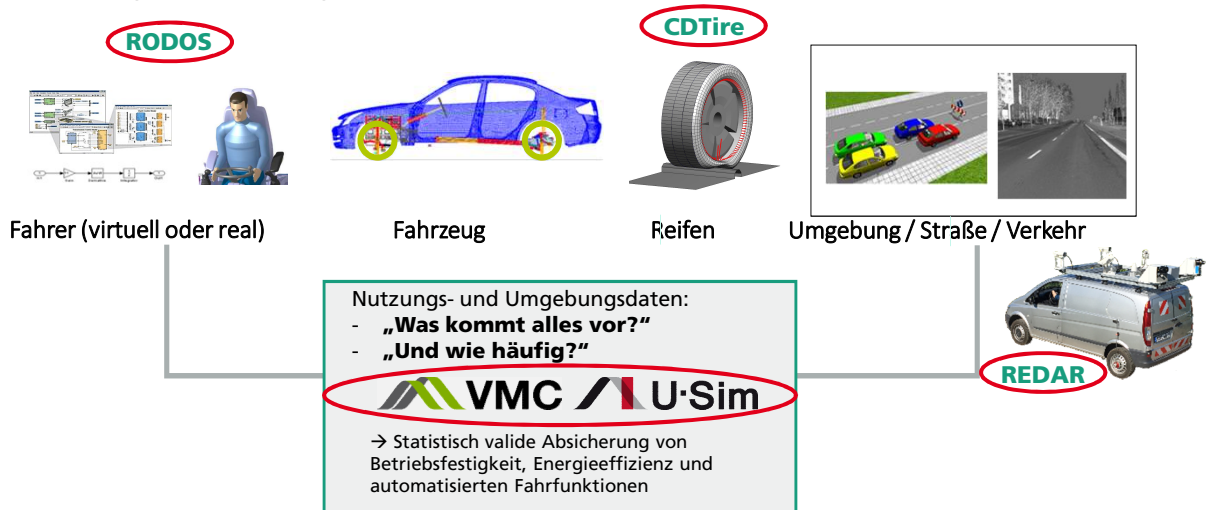 RODOS
CDTire
Fahrer (virtuell oder real)
Fahrzeug
Reifen
Umgebung / Straße / Verkehr
Nutzungs- und Umgebungsdaten:
- „Was kommt alles vor?“
- „Und wie häufig?“
VMC U·Sim
→ Statistisch valide Absicherung von
Betriebsfestigkeit, Energieeffizienz und
automatisierten Fahrfunktionen
REDAR